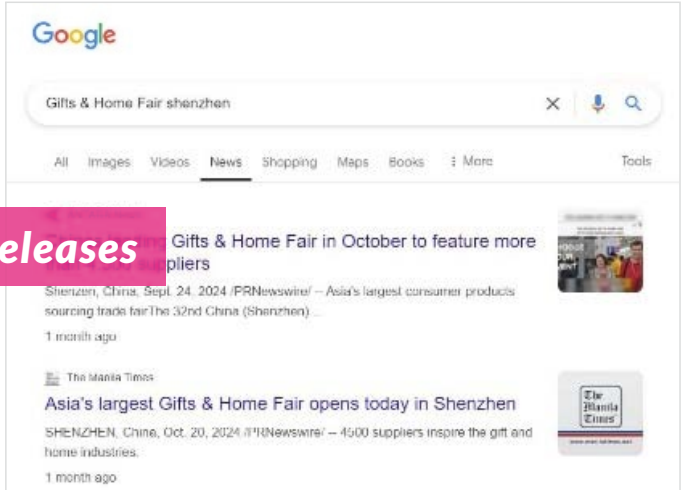 Google
Gifts & Home Fair shenzhen
All Images Videos News Shopping Maps Books More Tools
eleases
Gifts & Home Fair in October to feature more
ppliers
Shenzen, China, Sept. 24, 2024 /PRNewswire/ -- Asia's largest consumer products
sourcing trade fairThe 32nd China (Shenzhen)...
1 month ago
The Manila Times
Asia's largest Gifts & Home Fair opens today in Shenzhen
The Manila Times
SHENZHEN, China, Oct. 20, 2024 /PRNewswire/ -- 4500 suppliers inspire the gift and
home industries.
1 month ago